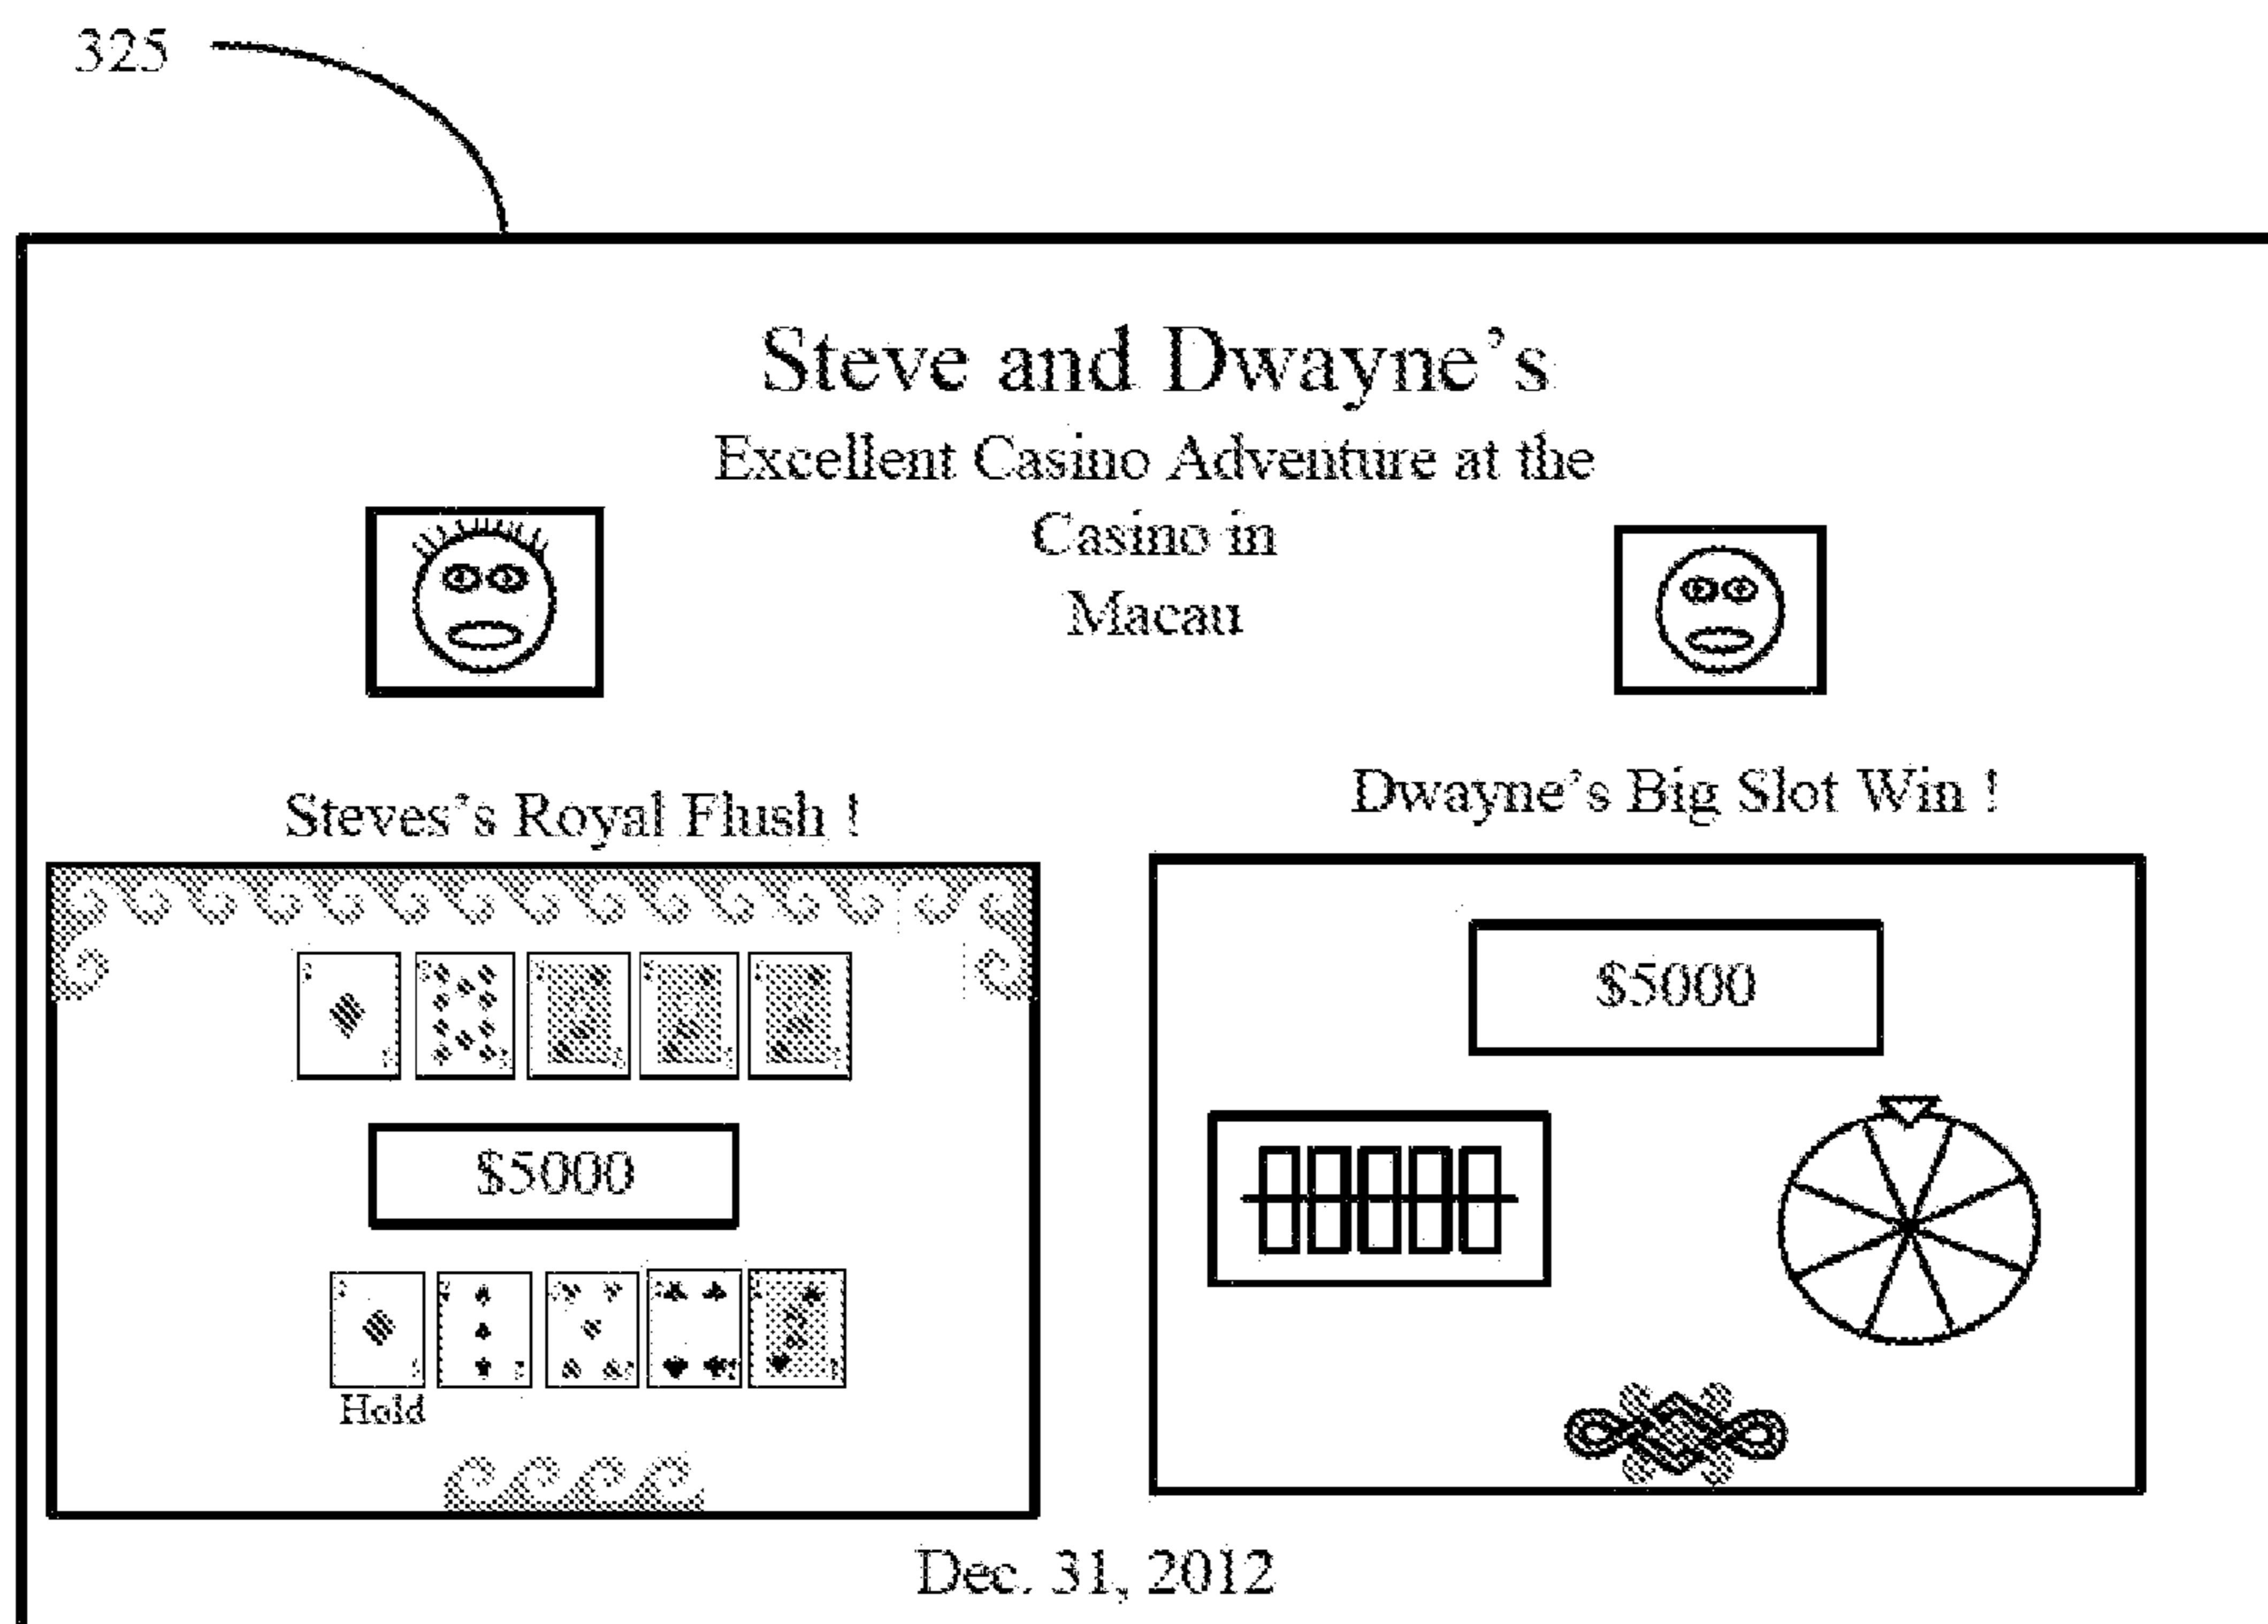 325
Steve and Dwayne's
Excellent Casino Adventure at the
Casino in
Macau
Steves's Royal Flush !
Dwayne's Big Slot Win !
$5000
$5000
Hold
Dec. 31, 2012